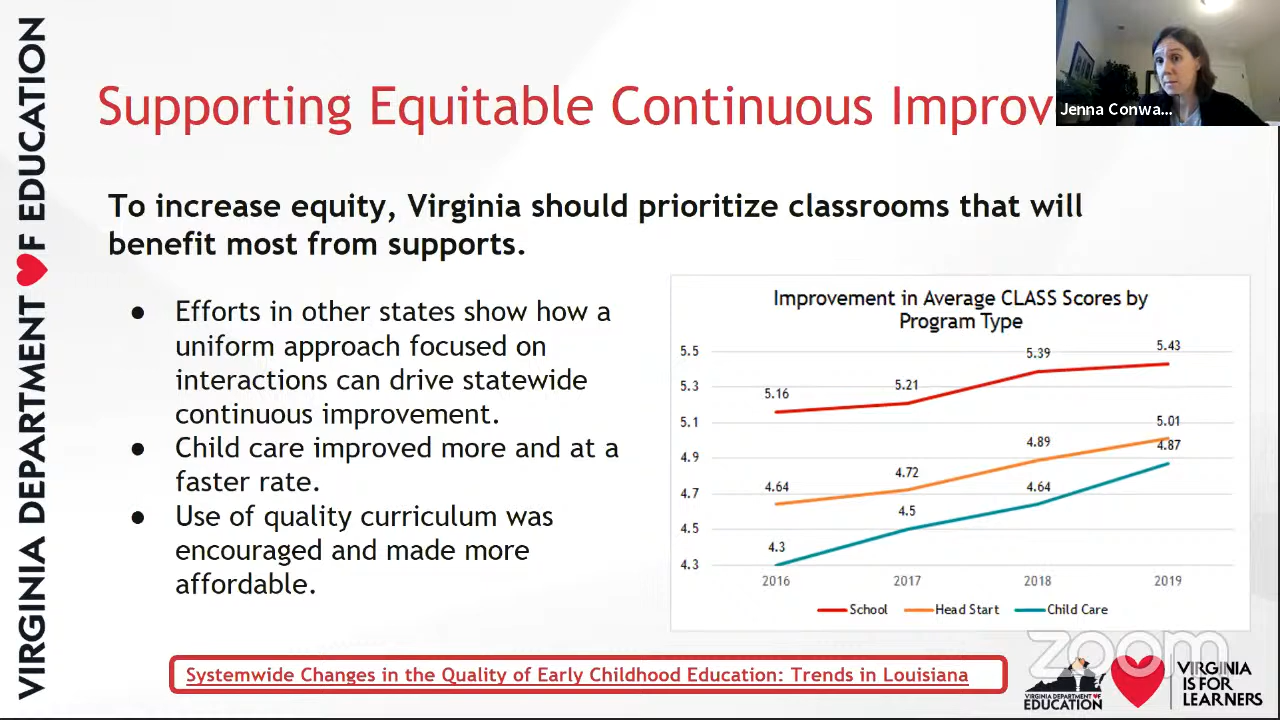 VIRGINIA DEPARTMENT OF EDUCATION
Supporting Equitable Continuous Improv
Jenna Conwa...
To increase equity, Virginia should prioritize classrooms that will
benefit most from supports.
● Efforts in other states show how a
uniform approach focused on
interactions can drive statewide
continuous improvement.
● Child care improved more and at a
faster rate.
● Use of quality curriculum was
encouraged and made more
affordable.
Improvement in Average CLASS Scores by
Program Type
5.5
5.3
5.1
4.9
4.7
4.5
4.3
5.16
5.21
5.39
5.43
4.64
4.72
4.89
5.01
4.3
4.5
4.64
4.87
2016 2017 2018 2019
School Head Start Child Care
Systemwide Changes in the Quality of Early Childhood Education: Trends in Louisiana
zoom
VIRGINIA DEPARTMENT OF
EDUCATION
VIRGINIA
IS FOR
LEARNERS